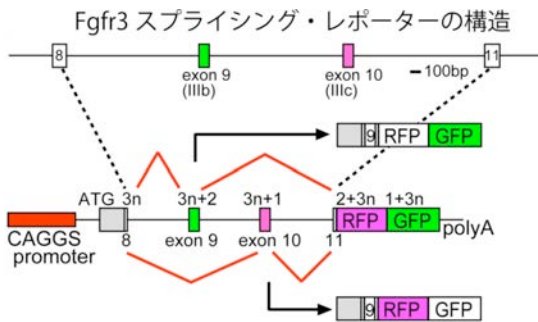 Fgfr3 スプライシング・レポーターの構造
8
11
exon 9
(IIIb)
exon 10
(IIIc)
100bp
9 RFP GFP
ATG 3n 3n+2 3n+1 2+3n 1+3n
RFP GFP
polyA
CAGGS
promoter
8 exon 9 exon 10 11
9 RFP GFP